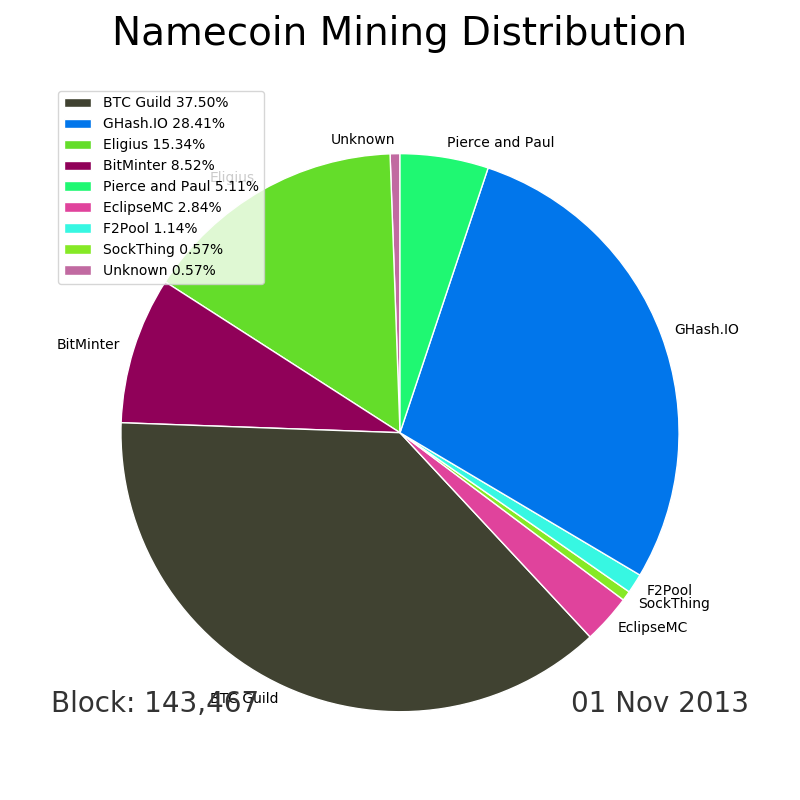 Namecoin Mining Distribution
BTC Guild 37.50%
GHash.IO 28.41%
Eligius 15.34%
BitMinter 8.52%
Pierce and Paul 5.11%
EclipseMC 2.84%
F2Pool 1.14%
SockThing 0.57%
Unknown 0.57%
Unknown
Pierce and Paul
Eligius
GHash.IO
BitMinter
F2Pool
SockThing
EclipseMC
BTC Guild
Block: 143,467
01 Nov 2013